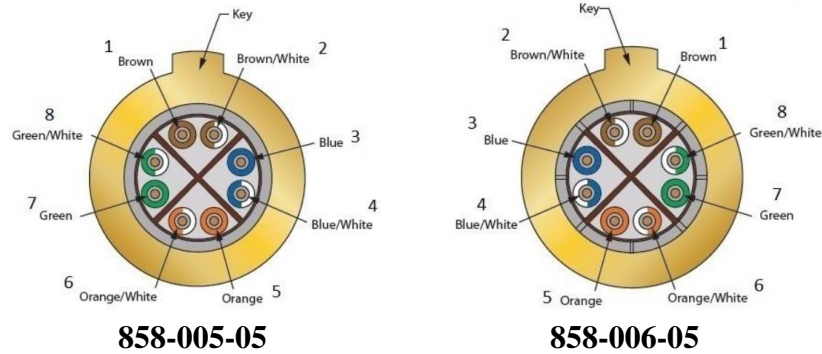 Key
1
Brown
Brown/White
2
8
Green/White
Blue
3
7
Green
4
Blue/White
6
Orange/White
Orange
5
858-005-05
Key
2
Brown/White
1
Brown
3
Blue
8
Green/White
4
Blue/White
7
Green
5
Orange
Orange/White
6
858-006-05